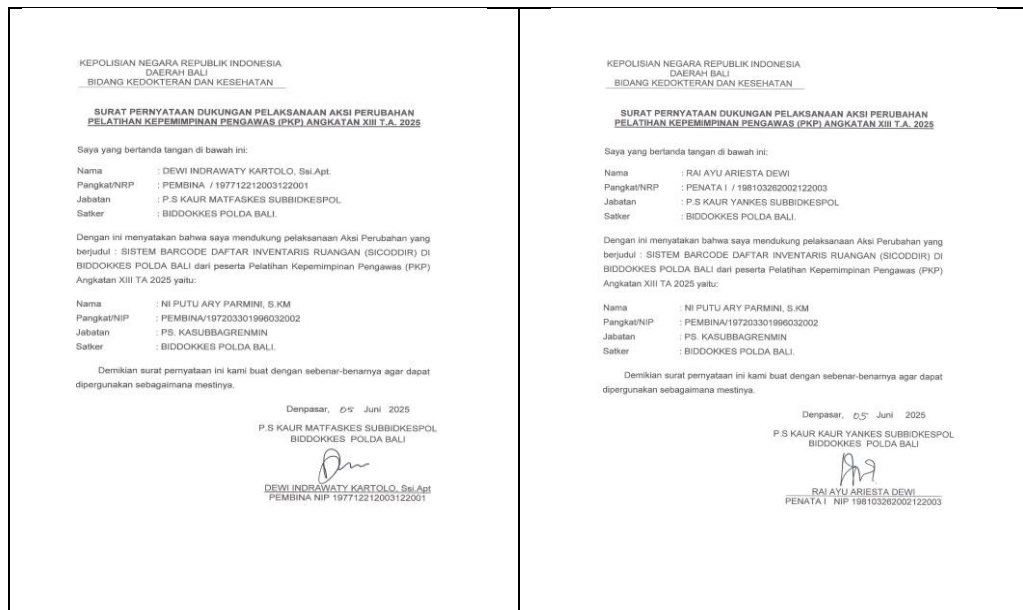 KEPOLISIAN NEGARA REPUBLIK INDONESIA
DAERAH BALI
BIDANG KEDOKTERAN DAN KESEHATAN
SURAT PERNYATAAN DUKUNGAN PELAKSANAAN AKSI PERUBAHAN
PELATIHAN KEPEMIMPINAN PENGAWAS (PKP) ANGKATAN XIII T.A. 2025
Saya yang bertanda tangan di bawah ini:
Nama : DEWI INDRAWATY KARTOLO, Ssi.Apt.
Pangkat/NRP : PEMBINA / 197712212003122001
Jabatan : P.S KAUR MATFASKES SUBBIDKESPOL
Satker : BIDDOKKES POLDA BALI.
Dengan ini menyatakan bahwa saya mendukung pelaksanaan Aksi Perubahan yang
berjudul : SISTEM BARCODE DAFTAR INVENTARIS RUANGAN (SICODDIR) DI
BIDDOKKES POLDA BALI dari peserta Pelatihan Kepemimpinan Pengawas (PKP)
Angkatan XIII TA 2025 yaitu:
Nama : NI PUTU ARY PARMINI, S.KM
Pangkat/NIP : PEMBINA/197203301996032002
Jabatan : PS. KASUBBAGRENMIN
Satker : BIDDOKKES POLDA BALI.
Demikian surat pernyataan ini kami buat dengan sebenar-benarnya agar dapat
dipergunakan sebagaimana mestinya.
Denpasar, 05 Juni 2025
P.S KAUR MATFASKES SUBBIDKESPOL
BIDDOKKES POLDA BALI
DEWI INDRAWATY KARTOLO, Ssi.Apt
PEMBINA NIP 197712212003122001
KEPOLISIAN NEGARA REPUBLIK INDONESIA
DAERAH BALI
BIDANG KEDOKTERAN DAN KESEHATAN
SURAT PERNYATAAN DUKUNGAN PELAKSANAAN AKSI PERUBAHAN
PELATIHAN KEPEMIMPINAN PENGAWAS (PKP) ANGKATAN XIII T.A. 2025
Saya yang bertanda tangan di bawah ini:
Nama : RAI AYU ARIESTA DEWI
Pangkat/NRP : PENATA I / 198103262002122003
Jabatan : P.S KAUR YANKES SUBBIDKESPOL
Satker : BIDDOKKES POLDA BALI.
Dengan ini menyatakan bahwa saya mendukung pelaksanaan Aksi Perubahan yang
berjudul : SISTEM BARCODE DAFTAR INVENTARIS RUANGAN (SICODDIR) DI
BIDDOKKES POLDA BALI dari peserta Pelatihan Kepemimpinan Pengawas (PKP)
Angkatan XIII TA 2025 yaitu:
Nama : NI PUTU ARY PARMINI, S.KM
Pangkat/NIP : PEMBINA/197203301996032002
Jabatan : PS. KASUBBAGRENMIN
Satker : BIDDOKKES POLDA BALI.
Demikian surat pernyataan ini kami buat dengan sebenar-benarnya agar dapat
dipergunakan sebagaimana mestinya.
Denpasar, 05 Juni 2025
P.S KAUR KAUR YANKES SUBBIDKESPOL
BIDDOKKES POLDA BALI
RAI AYU ARIESTA DEWI
PENATA I NIP 198103262002122003